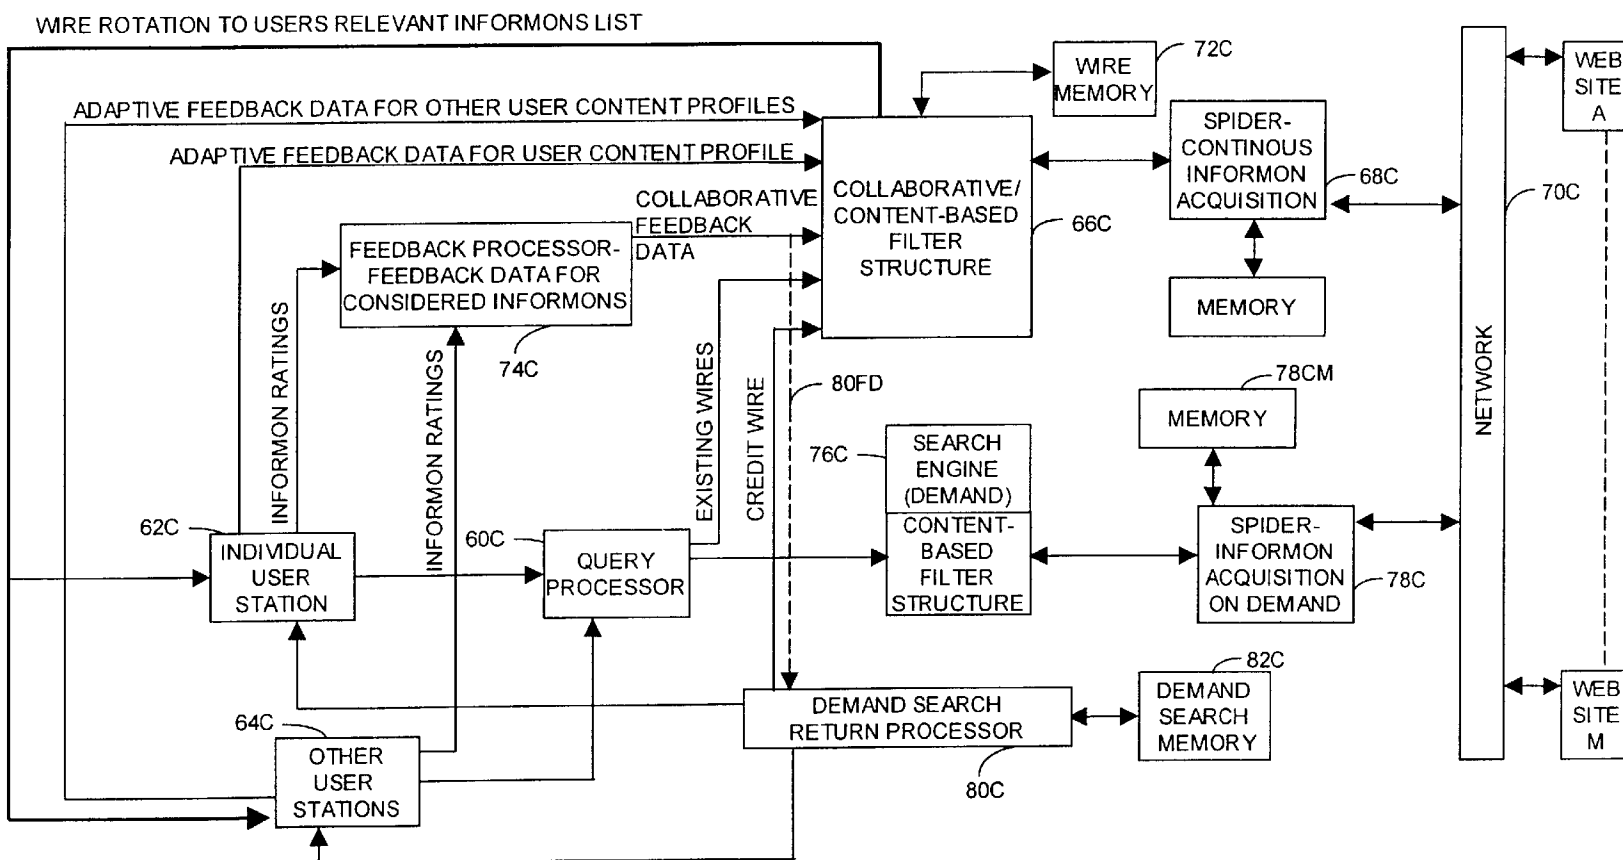 WIRE ROTATION TO USERS RELEVANT INFORMONS LIST
72C
WIRE
MEMORY
WEB
SITE
A
ADAPTIVE FEEDBACK DATA FOR OTHER USER CONTENT PROFILES
ADAPTIVE FEEDBACK DATA FOR USER CONTENT PROFILE
SPIDER-
CONTINOUS
INFORMON
ACQUISITION
68C
70C
COLLABORATIVE
FEEDBACK
DATA
COLLABORATIVE/
CONTENT-BASED
FILTER
STRUCTURE
66C
FEEDBACK PROCESSOR-
FEEDBACK DATA FOR
CONSIDERED INFORMONS
74C
MEMORY
INFORMON RATINGS
INFORMON RATINGS
EXISTING WIRES
CREDIT WIRE
80FD
NETWORK
78CM
MEMORY
76C
SEARCH
ENGINE
(DEMAND)
CONTENT-
BASED
FILTER
STRUCTURE
62C
INDIVIDUAL
USER
STATION
60C
QUERY
PROCESSOR
SPIDER-
INFORMON
ACQUISITION
ON DEMAND
78C
82C
DEMAND
SEARCH
MEMORY
WEB
SITE
M
DEMAND SEARCH
RETURN PROCESSOR
80C
64C
OTHER
USER
STATIONS